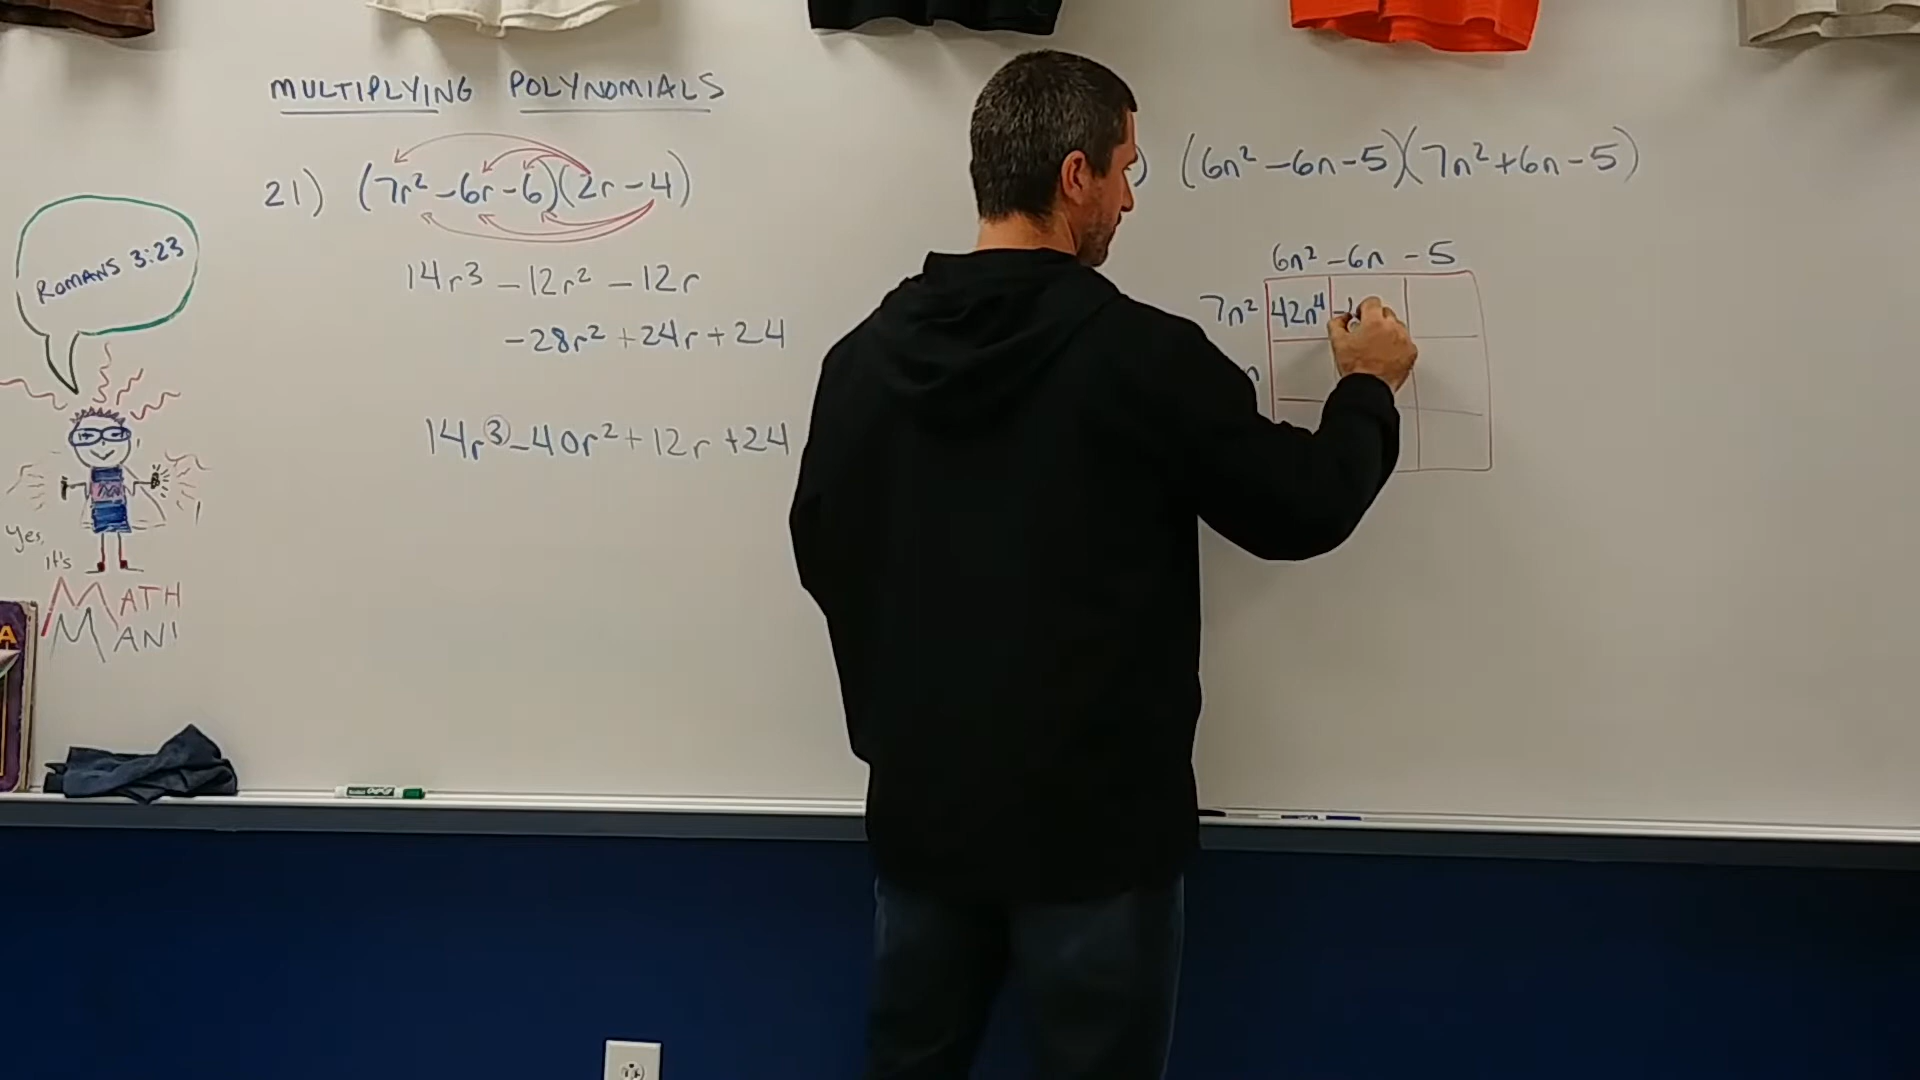 MULTIPLYING POLYNOMIALS
21) (7r² - 6r - 6)(2r - 4)
14r³ - 12r² - 12r
- 28r² + 24r + 24
14r³ - 40r² + 12r + 24
ROMANS 3:23
Yes,
It's
MATH
MAN!
) (6n² - 6n - 5)(7n² + 6n - 5)
6n² - 6n - 5
7n² 42n⁴ -
n
A